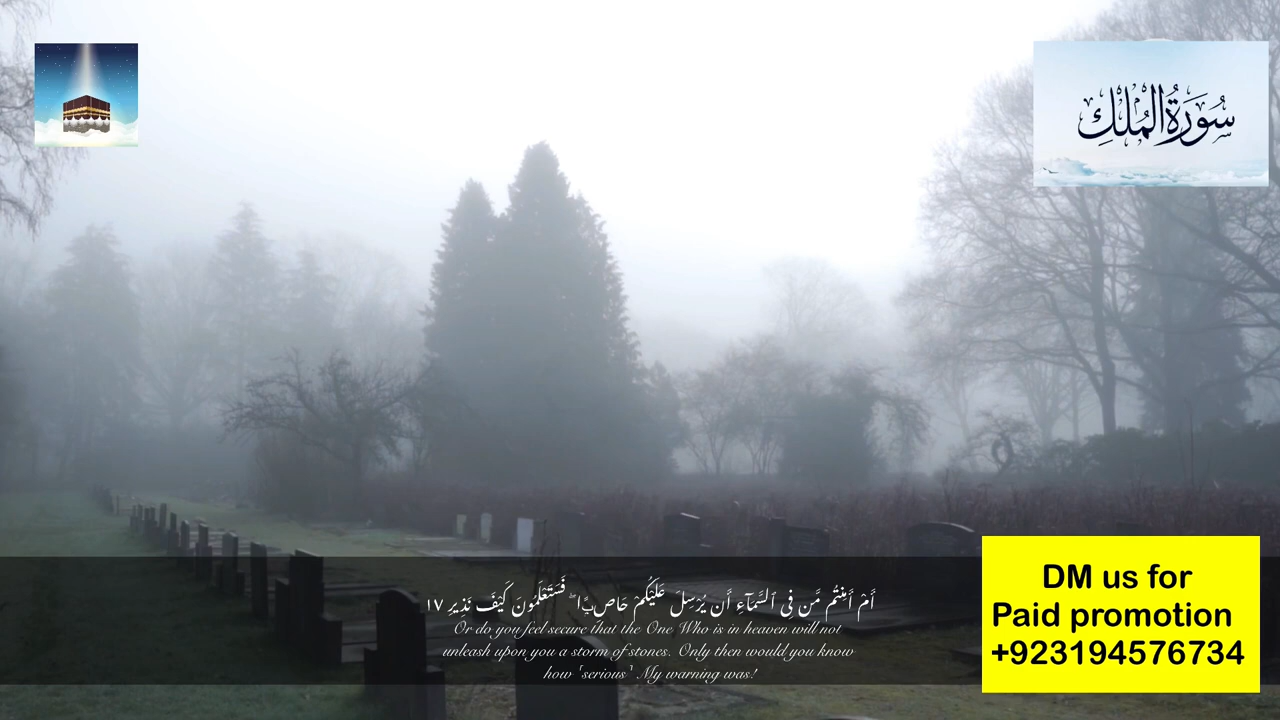 سُورَةُ المُلْكِ
أَمْ أَمِنتُم مَّن فِى ٱلسَّمَآءِ أَن يُرْسِلَ عَلَيْكُمْ حَاصِبًا ۖ فَسَتَعْلَمُونَ كَيْفَ نَذِيرِ ١٧
Or do you feel secure that the One Who is in heaven will not
unleash upon you a storm of stones. Only then would you know
how ˹serious˺ My warning was!
DM us for
Paid promotion
+923194576734